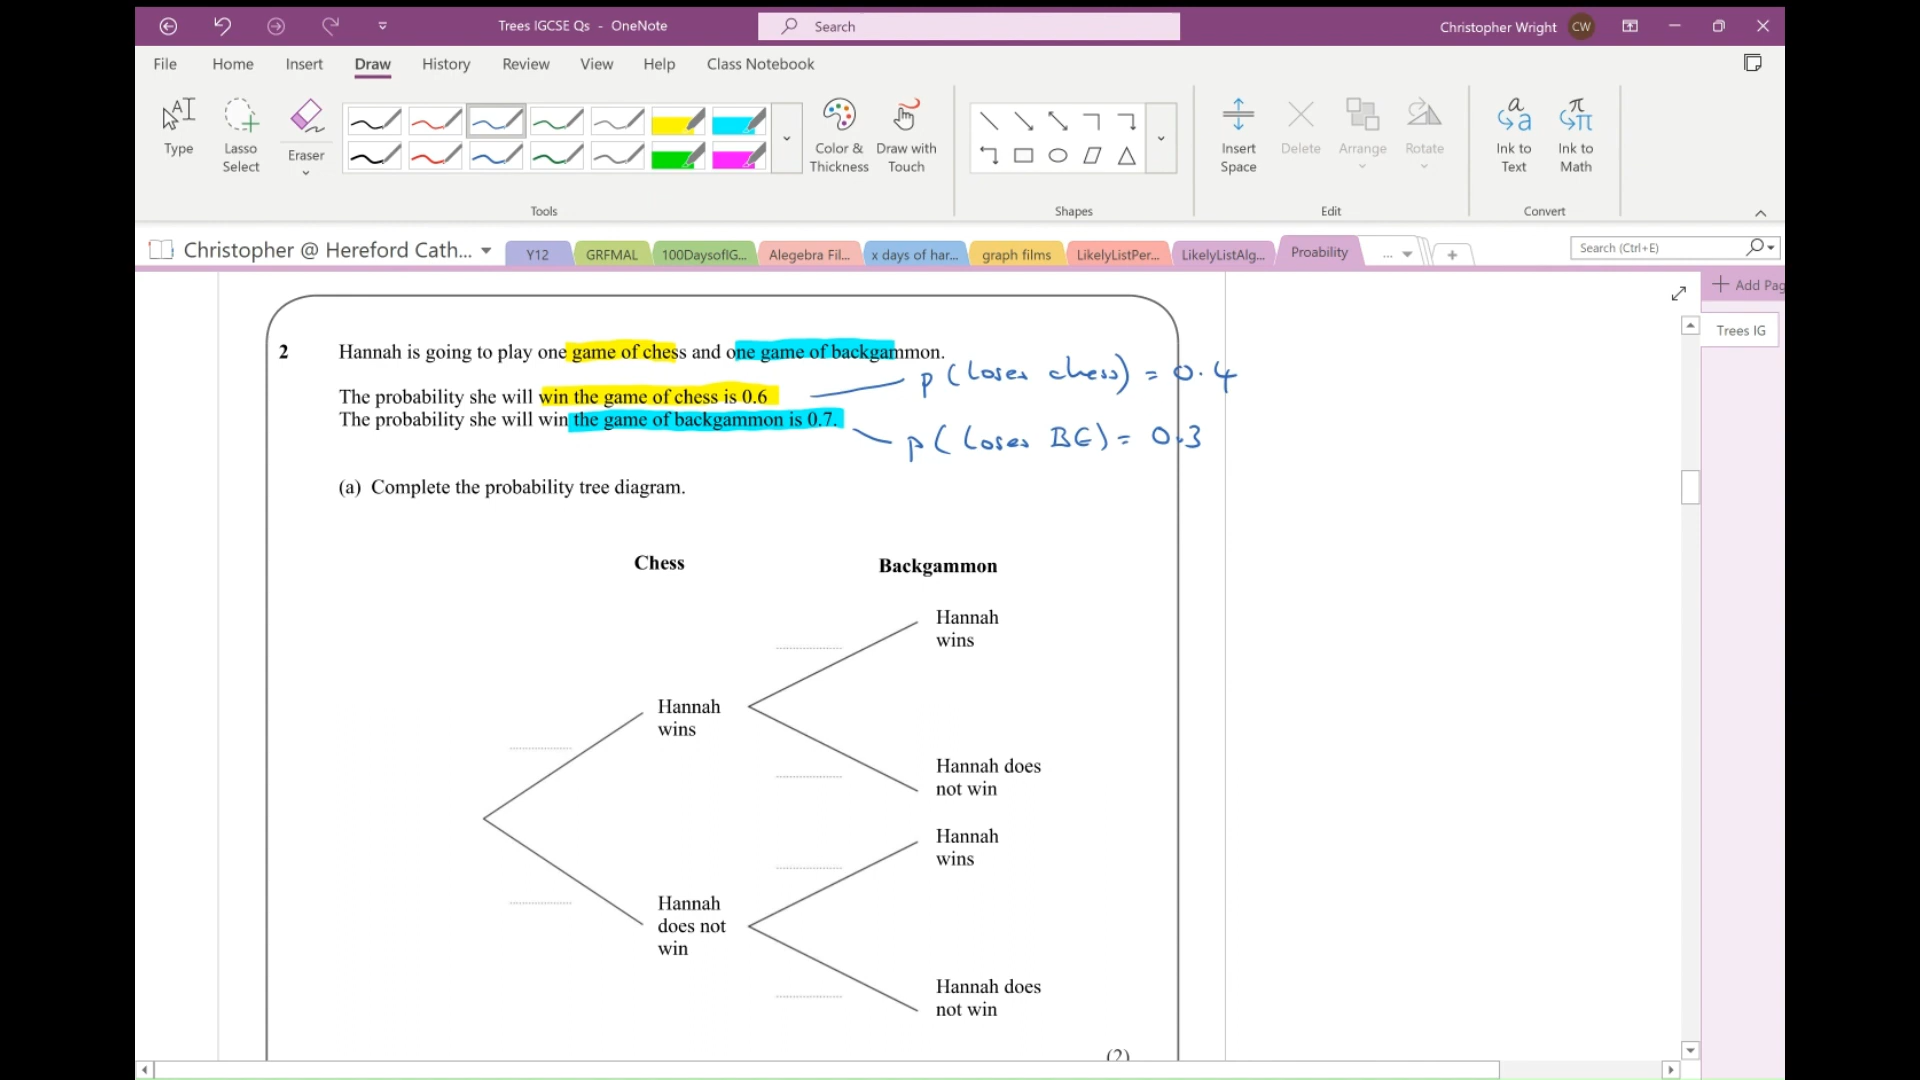 Trees IGCSE Qs - OneNote
Search
Christopher Wright
CW
File Home Insert Draw History Review View Help Class Notebook
Type
Lasso Select
Eraser
Color & Thickness
Draw with Touch
Insert Space
Delete
Arrange
Rotate
Ink to Text
Ink to Math
Tools
Shapes
Edit
Convert
Christopher @ Hereford Cath...
Y12
GRFMAL
100DaysofIG...
Alegebra Fil...
x days of har...
graph films
LikelyListPer...
LikelyListAlg...
Proability
...
Search (Ctrl+E)
Add Pag
Trees IG
2 Hannah is going to play one game of chess and one game of backgammon.
p (loses chess) = 0.4
The probability she will win the game of chess is 0.6
The probability she will win the game of backgammon is 0.7.
p ( loses BG) = 0.3
(a) Complete the probability tree diagram.
Chess
Backgammon
Hannah
wins
Hannah
wins
Hannah does
not win
Hannah
wins
Hannah
does not
win
Hannah does
not win
(2)